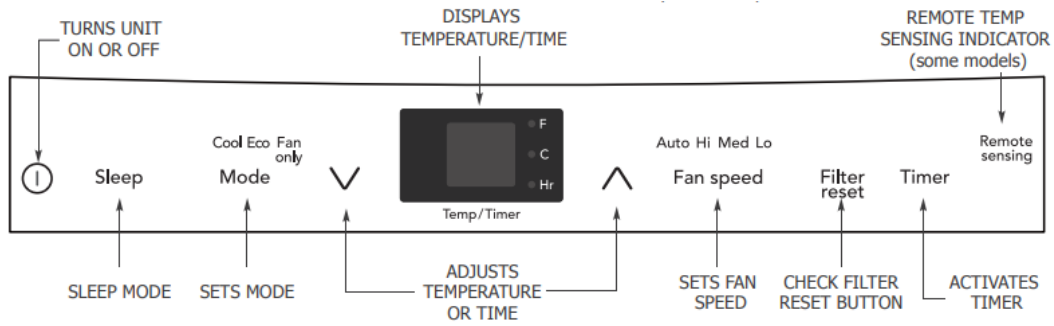 TURNS UNIT
ON OR OFF
DISPLAYS
TEMPERATURE/TIME
REMOTE TEMP
SENSING INDICATOR
(some models)
Sleep
Cool Eco Fan
only
Mode
F
C
Hr
Temp/Timer
Auto Hi Med Lo
Fan speed
Filter
reset
Timer
Remote
sensing
SLEEP MODE
SETS MODE
ADJUSTS
TEMPERATURE
OR TIME
SETS FAN
SPEED
CHECK FILTER
RESET BUTTON
ACTIVATES
TIMER